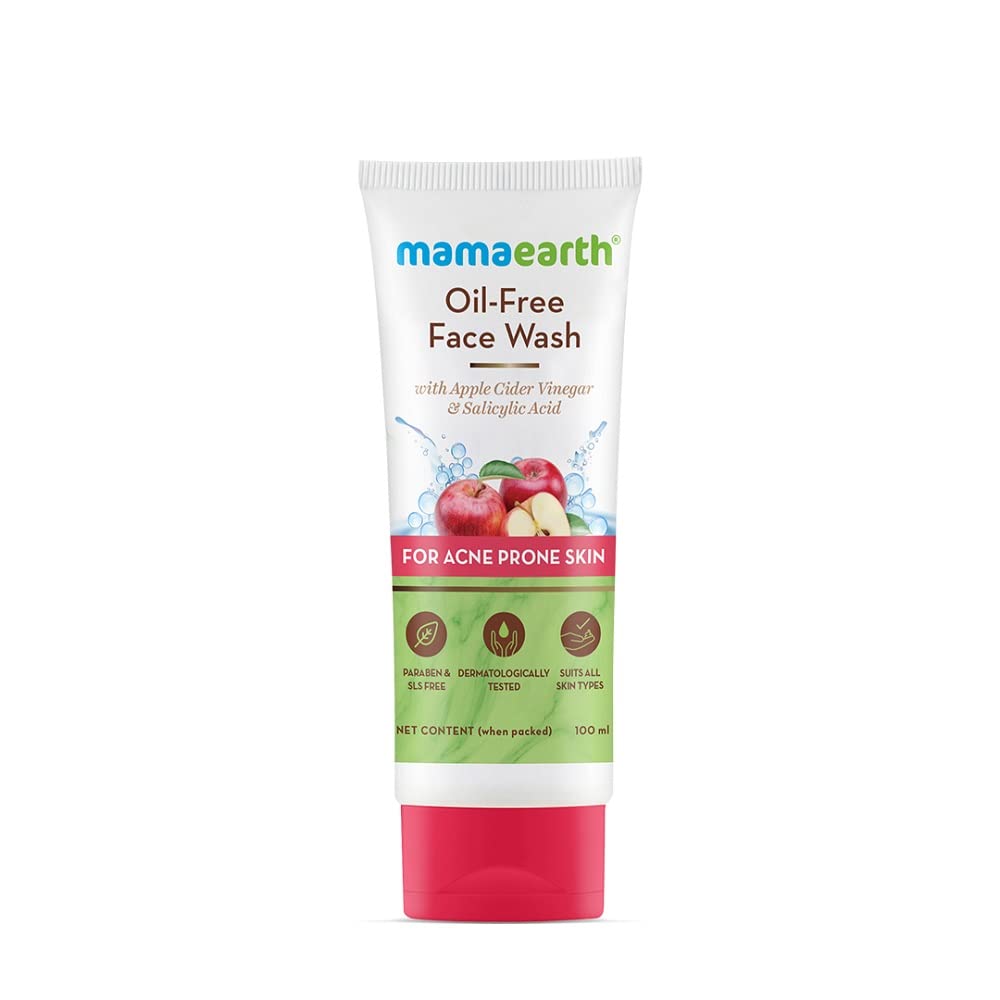 mamaearth®
Oil-Free
Face Wash
with Apple Cider Vinegar
& Salicylic Acid
FOR ACNE PRONE SKIN
PARABEN &
SLS FREE
DERMATOLOGICALLY
TESTED
SUITS ALL
SKIN TYPES
NET CONTENT (when packed) 100 ml